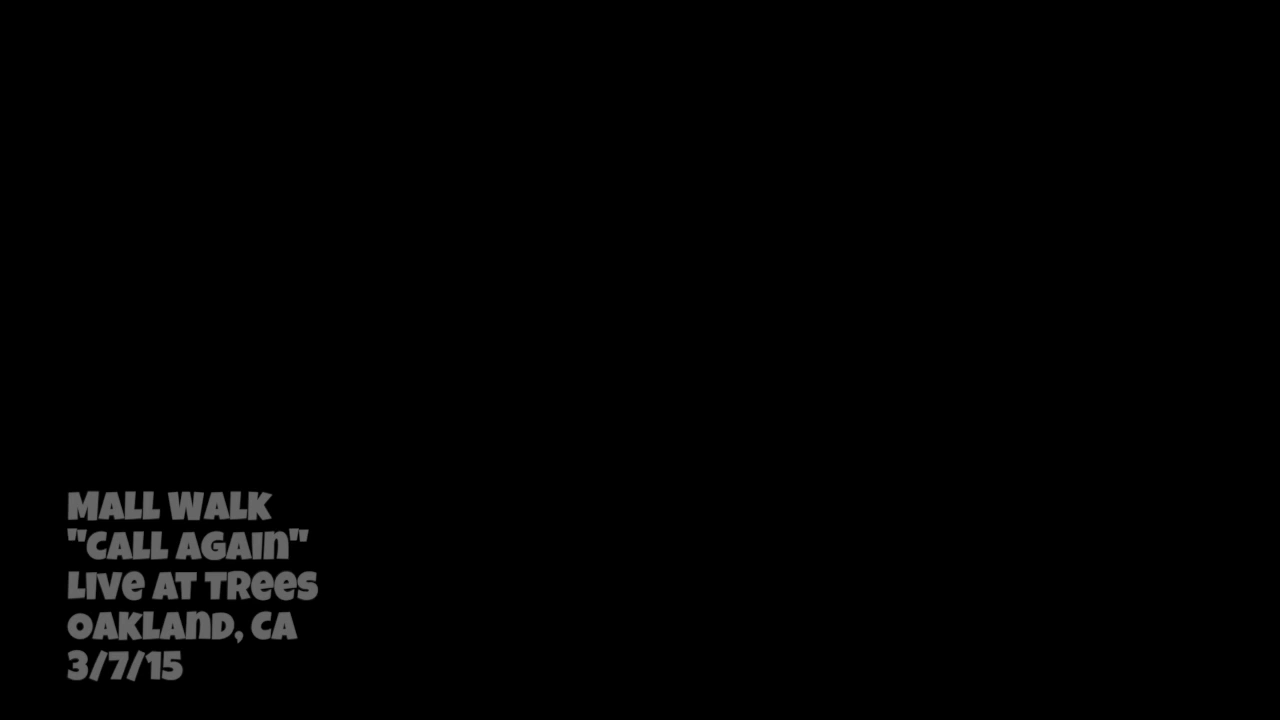 MALL WALK
"CALL AGAIN"
LIVE AT TREES
OAKLAND, CA
3/7/15